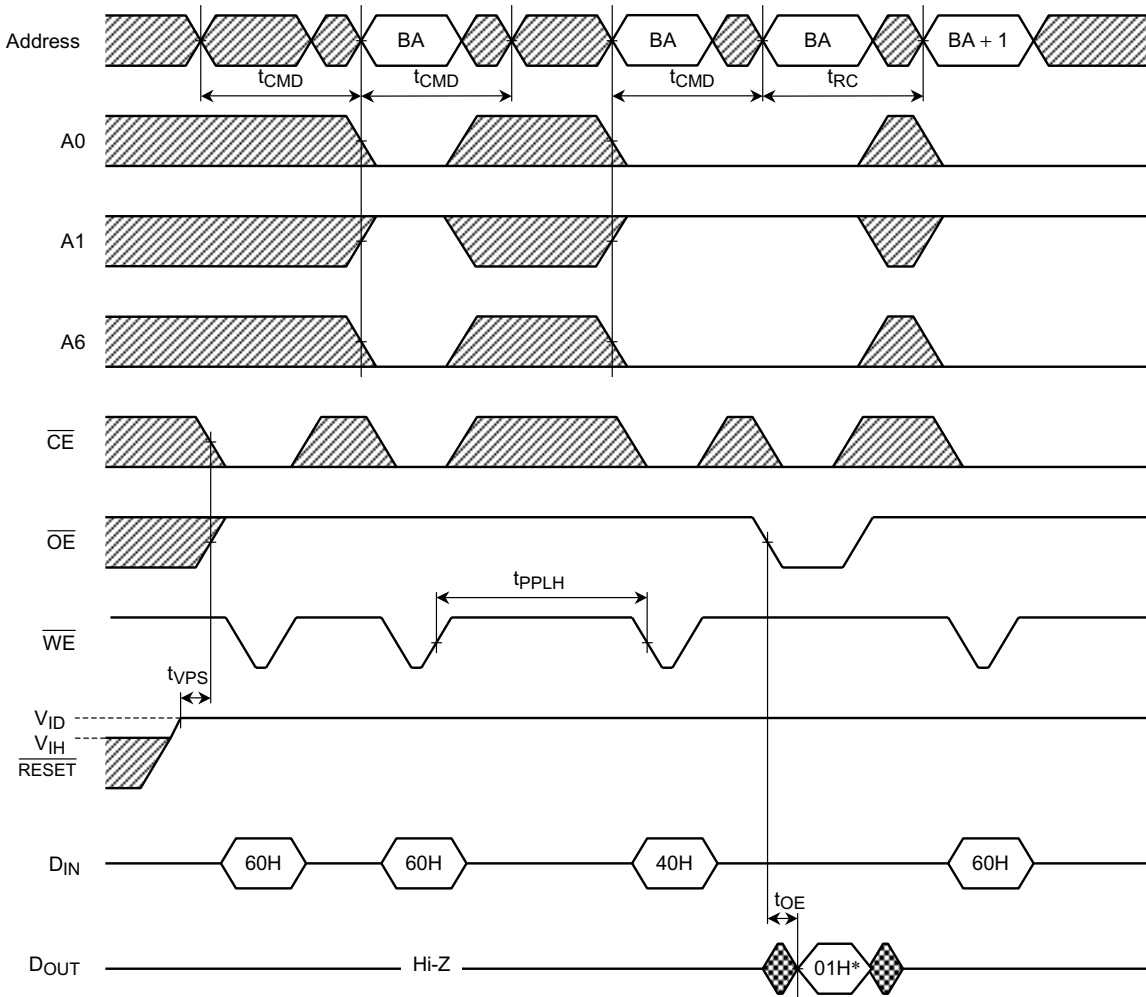 Address BA BA BA BA + 1
tCMD tCMD tCMD tRC
A0
A1
A6
CE
OE
tPPLH
WE
tVPS
VID
VIH
RESET
DIN 60H 60H 40H 60H
tOE
DOUT Hi-Z 01H*